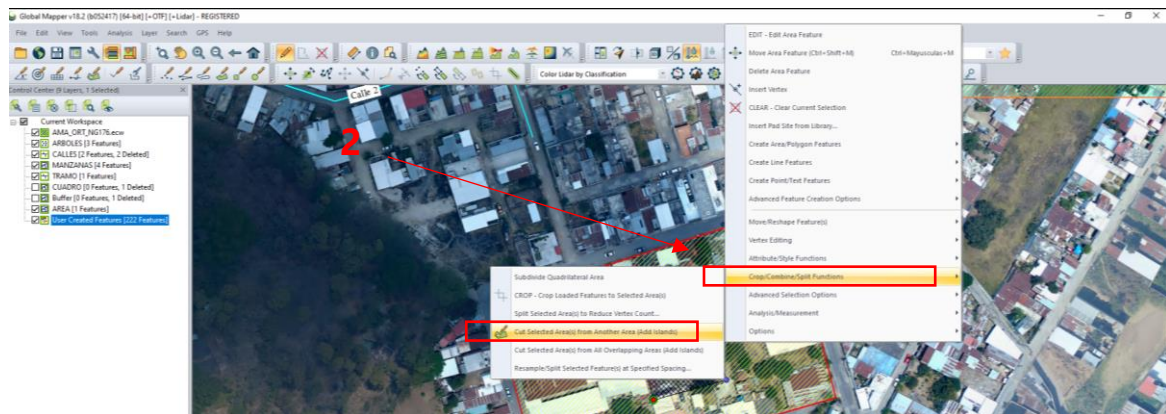 Global Mapper v18.2 (b052417) [64-bit] [+OTF] [+Lidar] - REGISTERED
File Edit View Tools Analysis Layer Search GPS Help
Color Lidar by Classification
Control Center (9 Layers, 1 Selected)
Current Workspace
AMA_ORT_NG176.ecw
ARBOLES [3 Features]
CALLES [2 Features, 2 Deleted]
MANZANAS [4 Features]
TRAMO [1 Features]
CUADRO [0 Features, 1 Deleted]
Buffer [0 Features, 1 Deleted]
AREA [1 Features]
User Created Features [222 Features]
Calle 2
2
EDIT - Edit Area Feature
Move Area Feature (Ctrl+Shift+M) Ctrl+Mayusculas+M
Delete Area Feature
Insert Vertex
CLEAR - Clear Current Selection
Insert Pad Site from Library...
Create Area/Polygon Features
Create Line Features
Create Point/Text Features
Advanced Feature Creation Options
Move/Reshape Feature(s)
Vertex Editing
Attribute/Style Functions
Crop/Combine/Split Functions
Advanced Selection Options
Analysis/Measurement
Options
Subdivide Quadrilateral Area
CROP - Crop Loaded Features to Selected Area(s)
Split Selected Area(s) to Reduce Vertex Count...
Cut Selected Area(s) from Another Area (Add Islands)
Cut Selected Area(s) from All Overlapping Areas (Add Islands)
Resample/Split Selected Feature(s) at Specified Spacing...